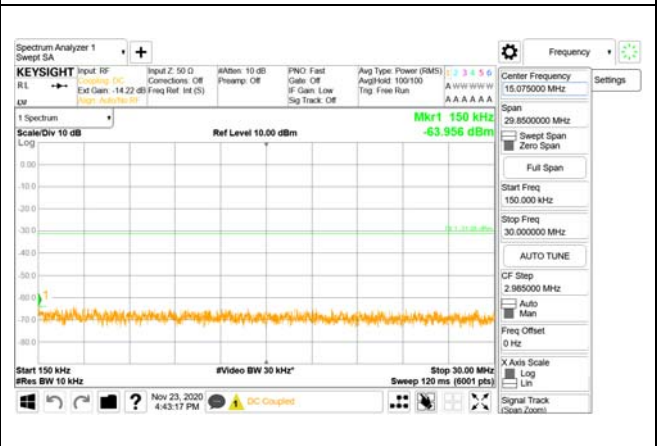 Spectrum Analyzer 1
Swept SA
Frequency
KEYSIGHT
RL
Input: RF
Coupling: DC
Ext Gain: -14.22 dB
Align: Auto/No RF
Input Z: 50 Ω
Corrections: Off
Freq Ref: Int (S)
#Atten: 10 dB
Preamp: Off
PNO: Fast
Gate: Off
IF Gain: Low
Sig Track: Off
Avg Type: Power (RMS)
Avg|Hold: 100/100
Trig: Free Run
1 2 3 4 5 6
A W W W W W
A A A A A A
1 Spectrum
Scale/Div 10 dB
Ref Level 10.00 dBm
Mkr1 150 kHz
-63.956 dBm
Log
0.00
-10.0
-20.0
-30.0
-40.0
-50.0
-60.0
-70.0
-80.0
1
Start 150 kHz
#Res BW 10 kHz
#Video BW 30 kHz*
Stop 30.00 MHz
Sweep 120 ms (6001 pts)
Nov 23, 2020
4:43:17 PM
DC Coupled
Center Frequency
15.075000 MHz
Settings
Span
29.8500000 MHz
Swept Span
Zero Span
Full Span
Start Freq
150.000 kHz
Stop Freq
30.000000 MHz
AUTO TUNE
CF Step
2.985000 MHz
Auto
Man
Freq Offset
0 Hz
X Axis Scale
Log
Lin
Signal Track
(Span Zoom)